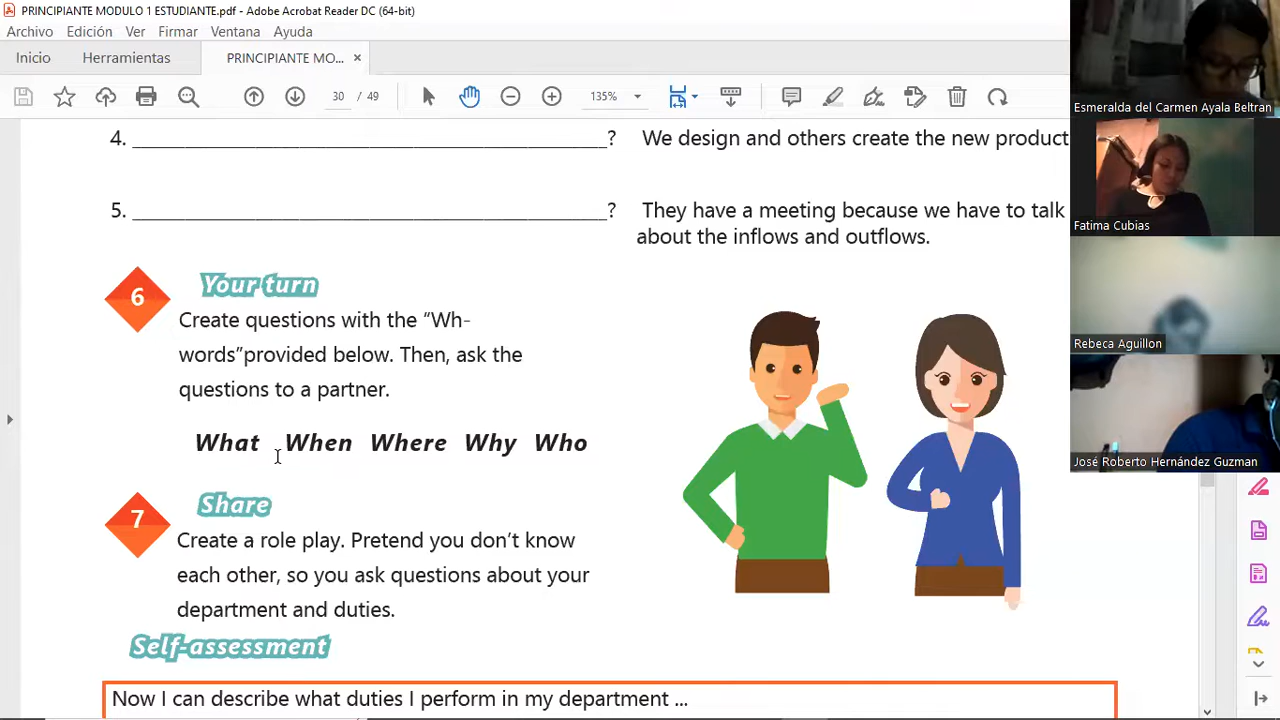 PRINCIPIANTE MODULO 1 ESTUDIANTE.pdf - Adobe Acrobat Reader DC (64-bit)
Archivo Edición Ver Firmar Ventana Ayuda
Inicio Herramientas PRINCIPIANTE MO... ×
30 / 49 135%
4. ______________________________________________? We design and others create the new product
5. ______________________________________________? They have a meeting because we have to talk
about the inflows and outflows.
6 Your turn
Create questions with the “Wh-
words”provided below. Then, ask the
questions to a partner.
What When Where Why Who
7 Share
Create a role play. Pretend you don’t know
each other, so you ask questions about your
department and duties.
Self-assessment
Now I can describe what duties I perform in my department ...
Esmeralda del Carmen Ayala Beltran
Fatima Cubias
Rebeca Aguillon
José Roberto Hernández Guzman